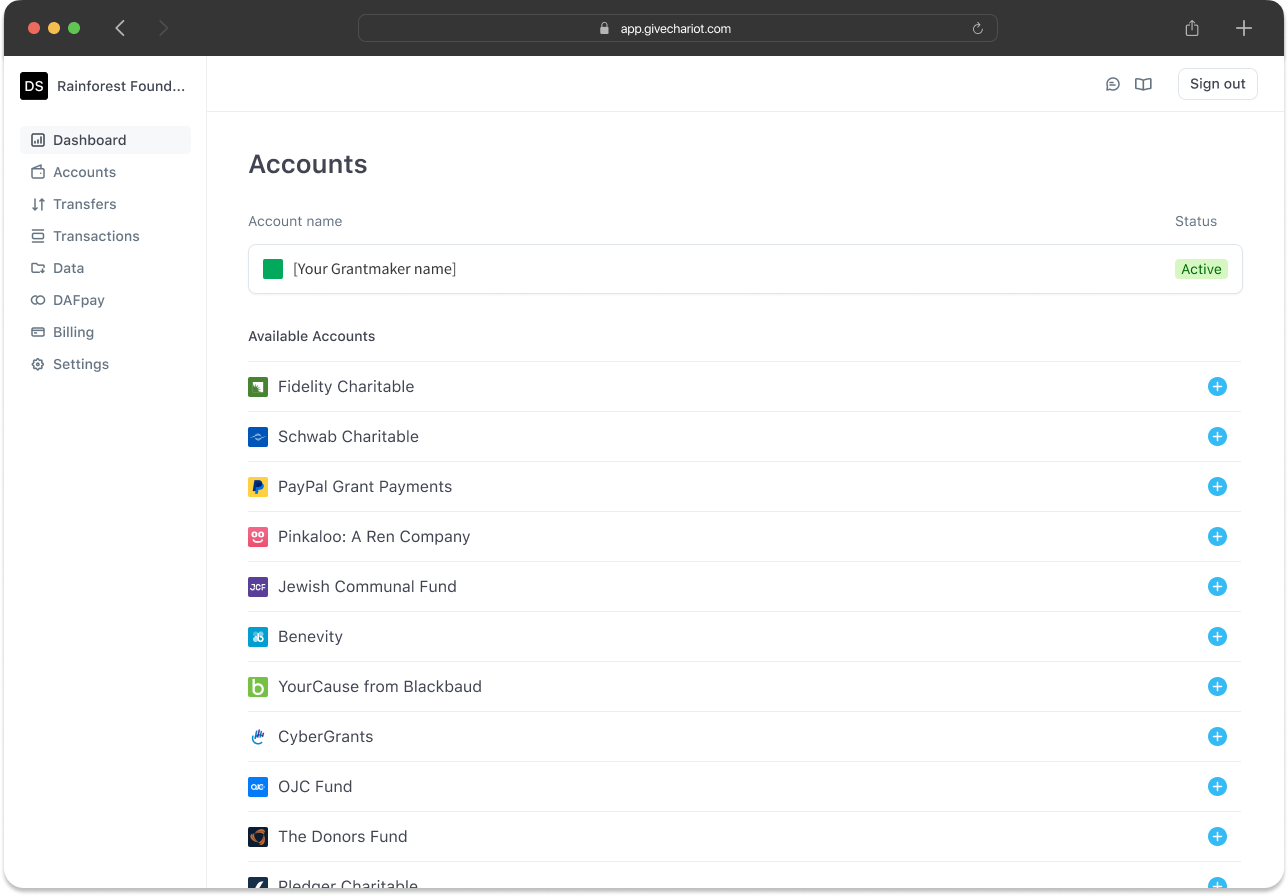 app.givechariot.com
DS Rainforest Found...
Sign out
Dashboard
Accounts
Transfers
Transactions
Data
DAFpay
Billing
Settings
Accounts
Account name Status
[Your Grantmaker name] Active
Available Accounts
Fidelity Charitable
Schwab Charitable
PayPal Grant Payments
Pinkaloo: A Ren Company
JCF Jewish Communal Fund
Benevity
b YourCause from Blackbaud
CyberGrants
OJC OJC Fund
The Donors Fund
Pledger Charitable